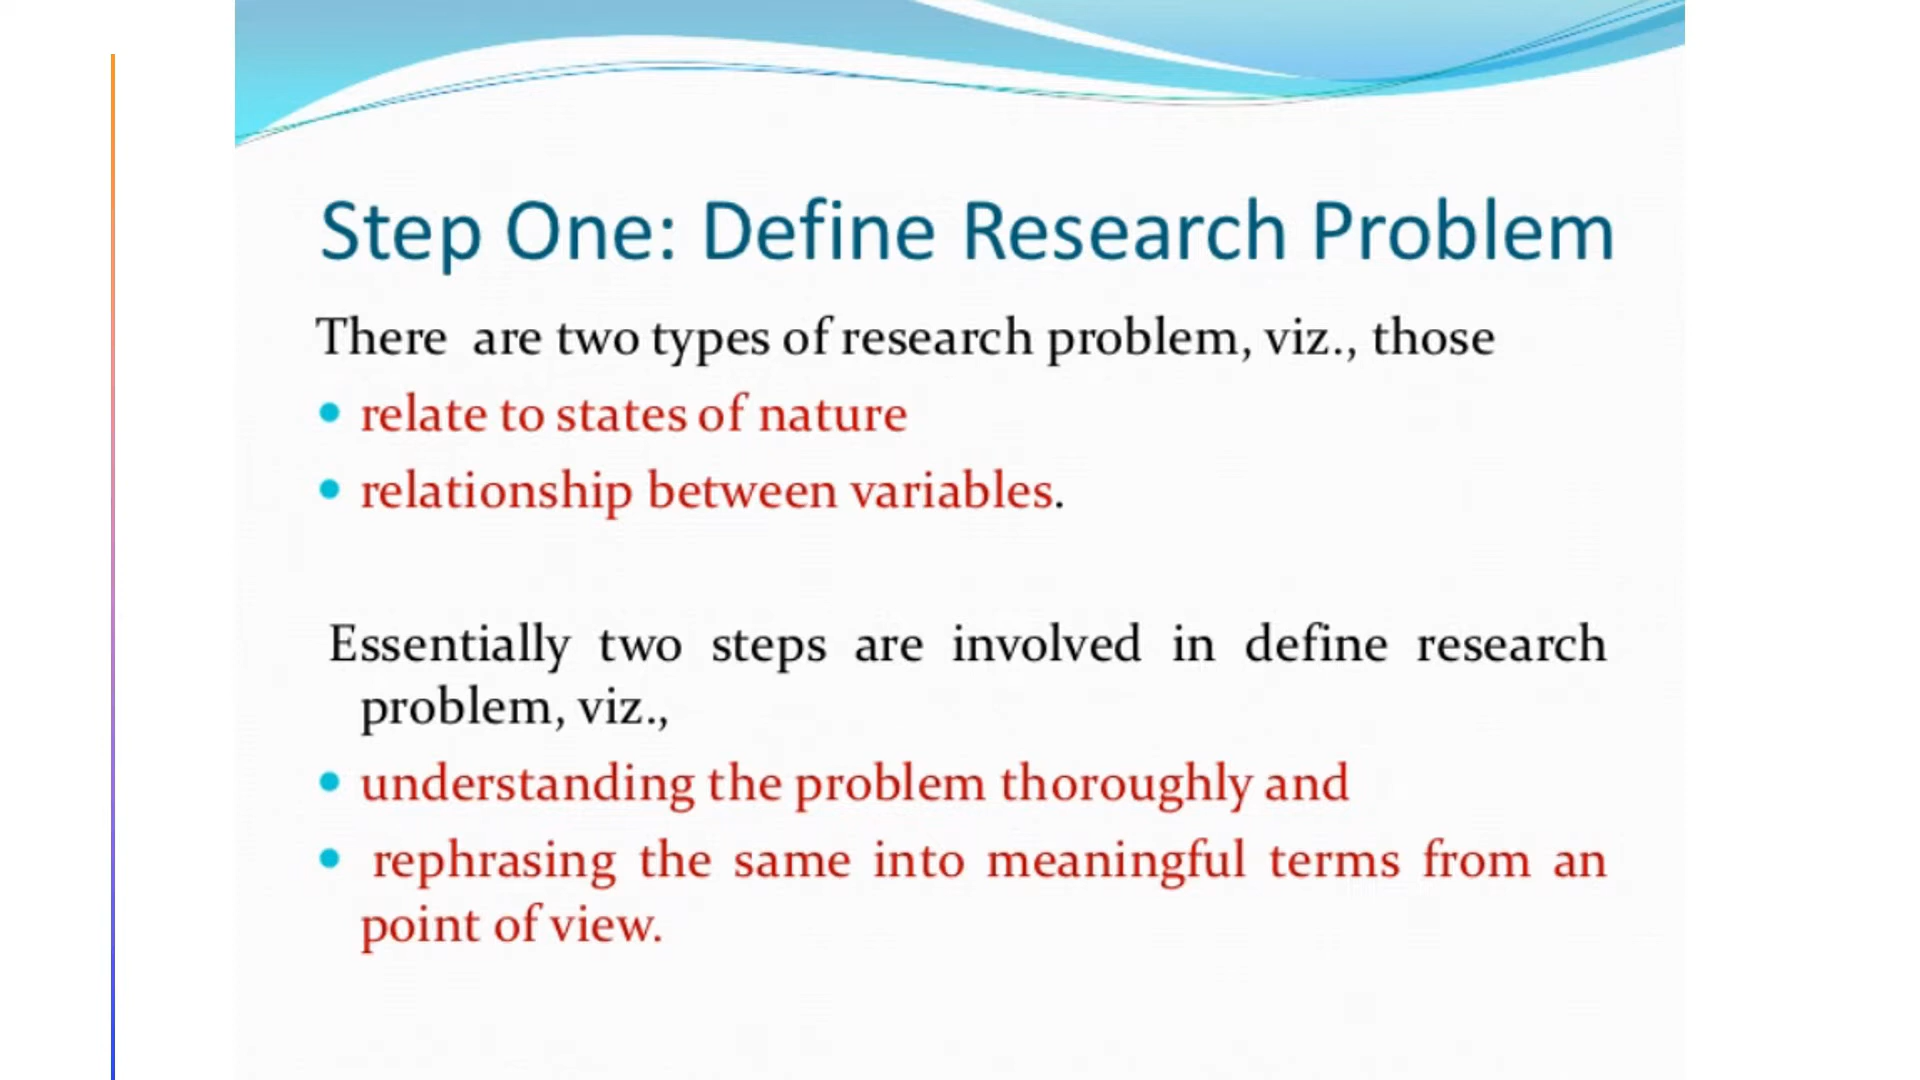 Step One: Define Research Problem
There are two types of research problem, viz., those
• relate to states of nature
• relationship between variables.
Essentially two steps are involved in define research
problem, viz.,
• understanding the problem thoroughly and
• rephrasing the same into meaningful terms from an
point of view.